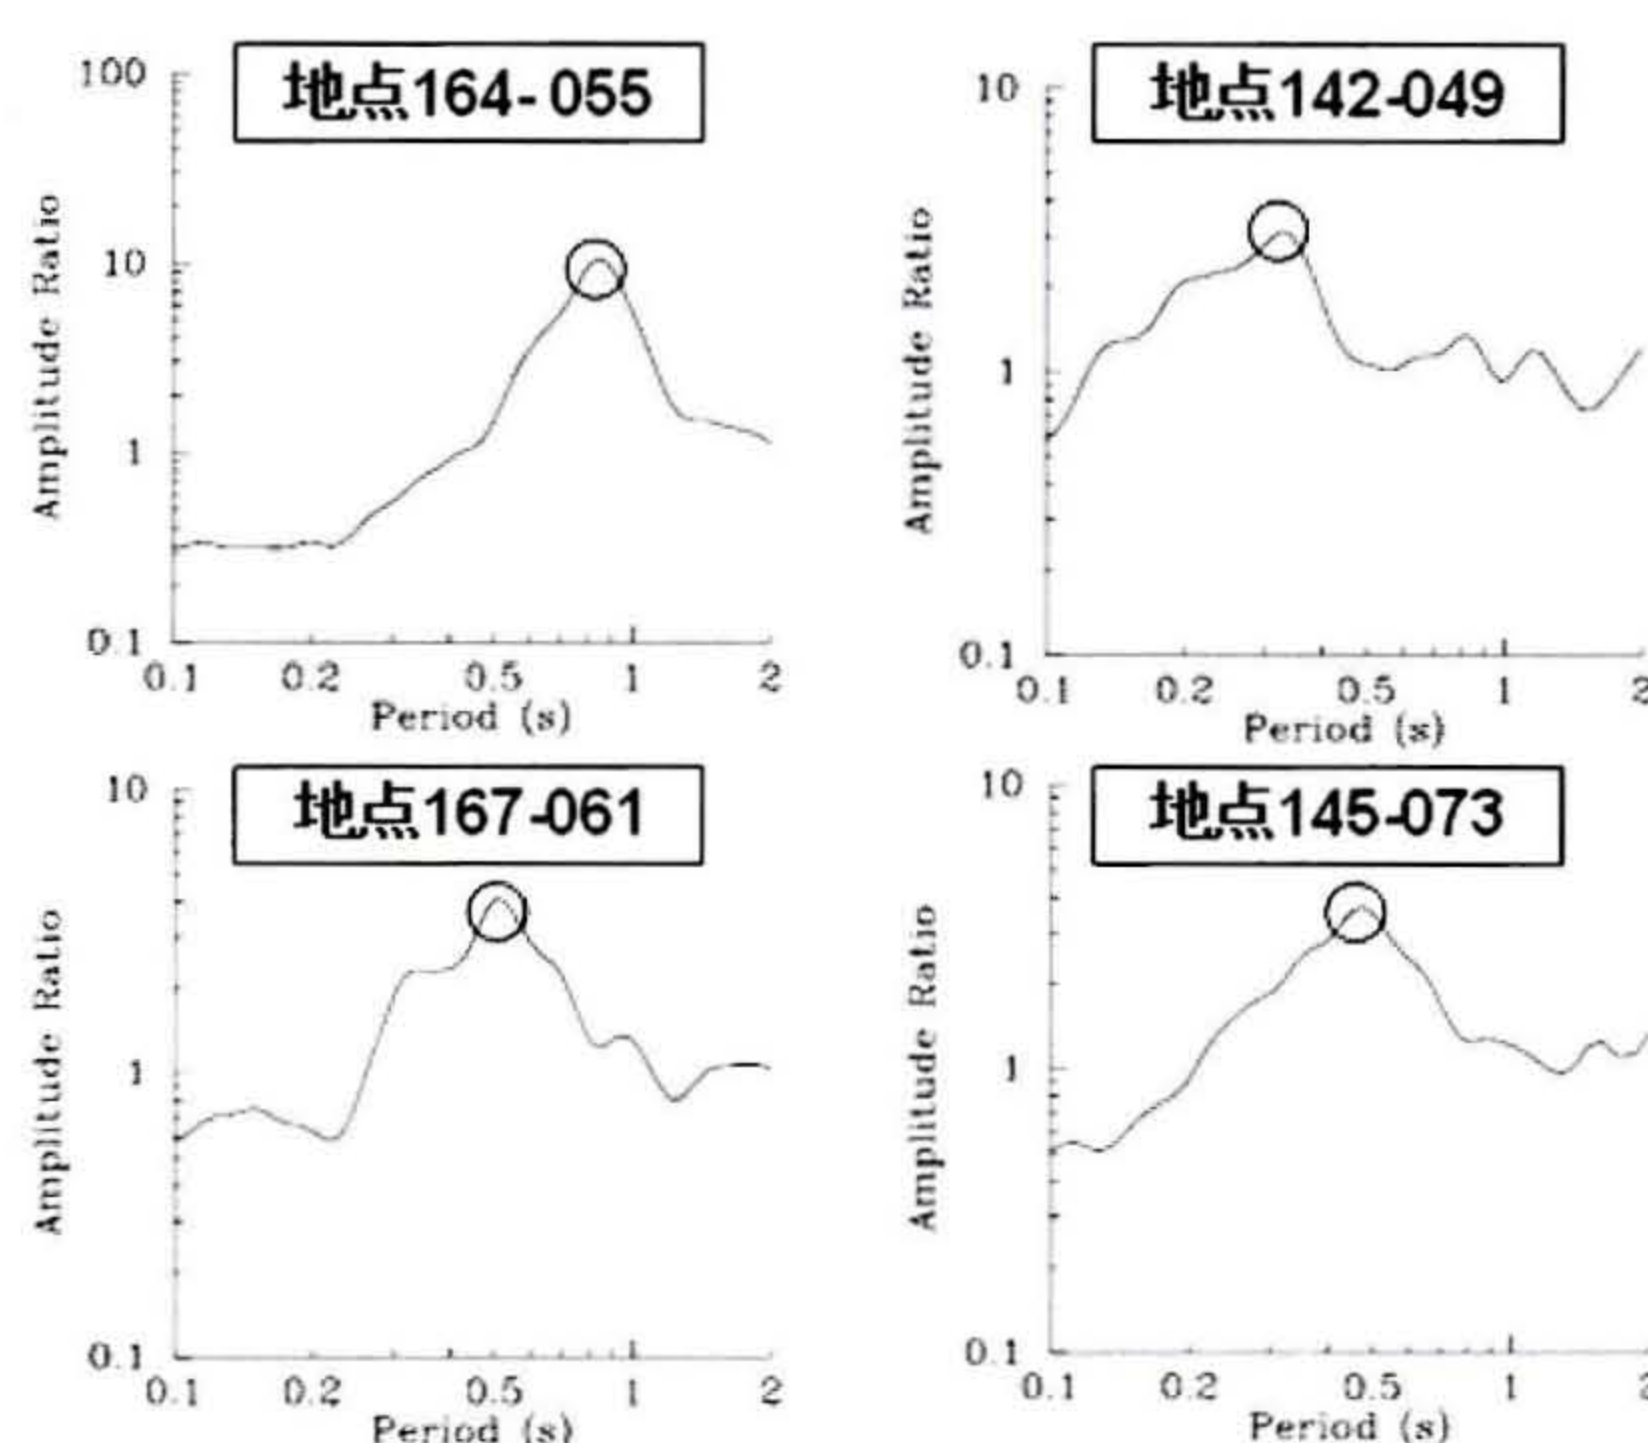 地点164-055
100
10
1
0.1
Amplitude Ratio
0.1 0.2 0.5 1 2
Period (s)
地点142-049
10
1
0.1
Amplitude Ratio
0.1 0.2 0.5 1 2
Period (s)
地点167-061
10
1
0.1
Amplitude Ratio
0.1 0.2 0.5 1 2
Period (s)
地点145-073
10
1
0.1
Amplitude Ratio
0.1 0.2 0.5 1
Period (s)